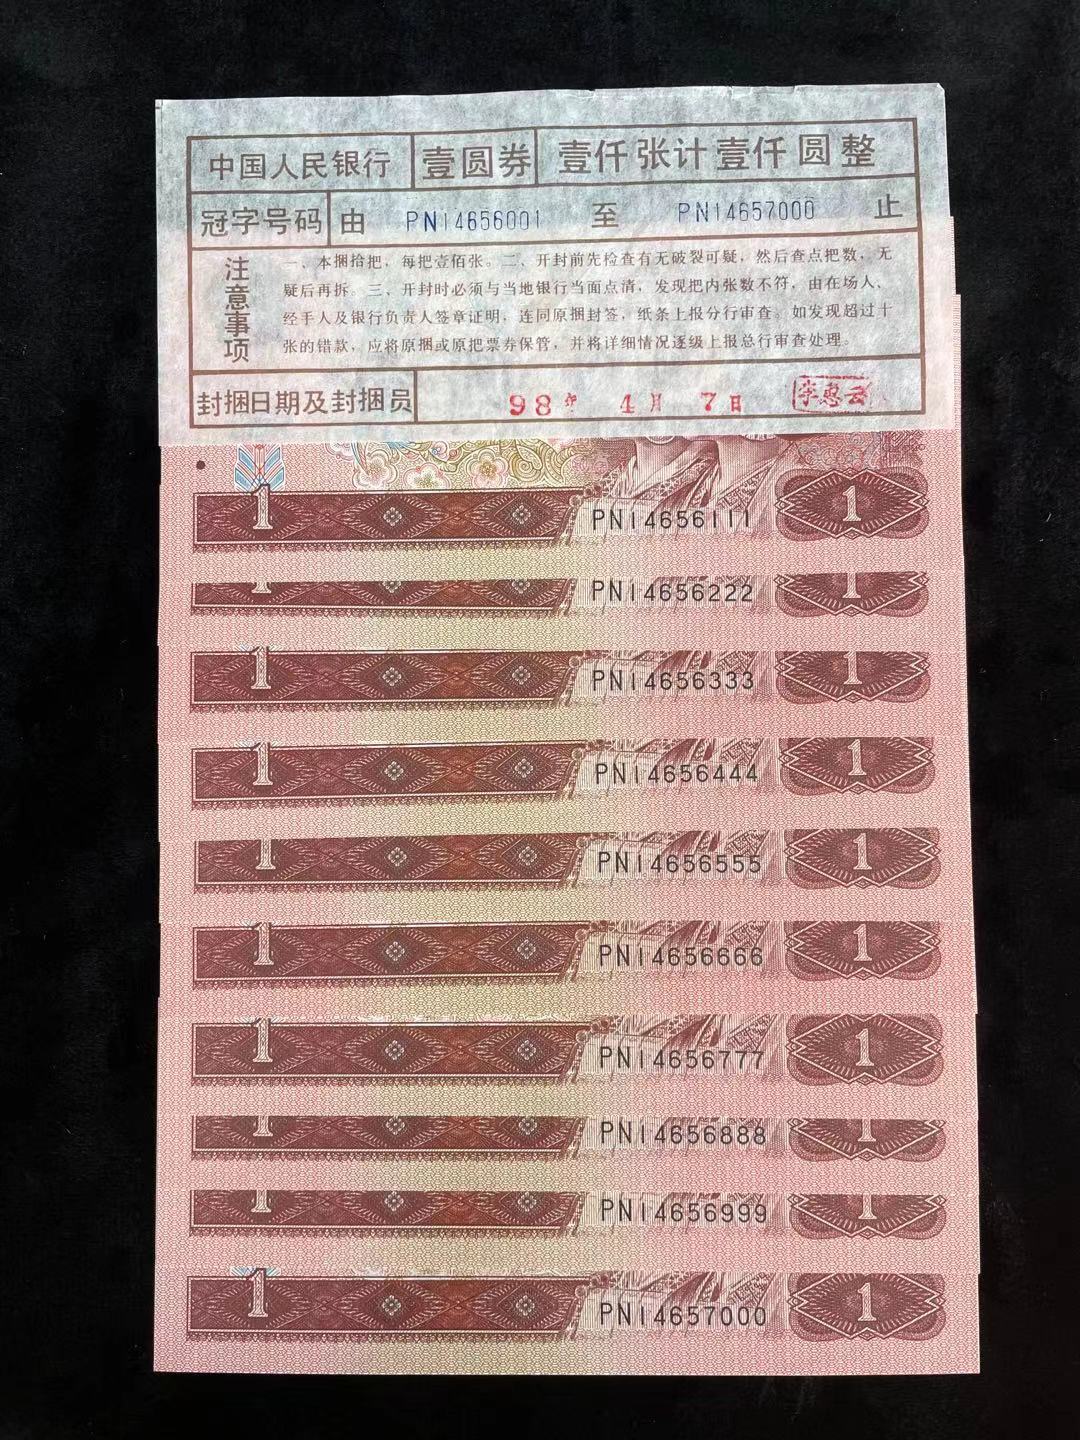 中国人民银行 壹圆券 壹仟张计壹仟圆整
冠字号码 由 PN14656001 至 PN14657000 止
注意事项
一、本捆拾把，每把壹佰张。二、开封前先检查有无破裂可疑，然后查点把数，无
疑后再拆。三、开封时必须与当地银行当面点清，发现把内张数不符，由在场人、
经手人及银行负责人签章证明，连同原捆封签，纸条上报分行审查。如发现超过十
张的错款，应将原捆或原把票券保管，并将详细情况逐级上报总行审查处理。
封捆日期及封捆员 98年 4月 7日 李惠云
1 PN14656111 1
1 PN14656222 1
1 PN14656333 1
1 PN14656444 1
1 PN14656555 1
1 PN14656666 1
1 PN14656777 1
1 PN14656888 1
1 PN14656999 1
1 PN14657000 1